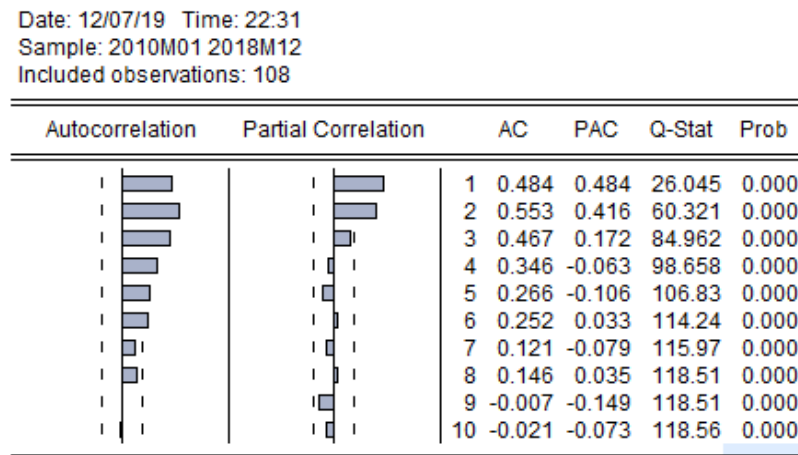 Date: 12/07/19 Time: 22:31
Sample: 2010M01 2018M12
Included observations: 108
Autocorrelation Partial Correlation AC PAC Q-Stat Prob
1 0.484 0.484 26.045 0.000
2 0.553 0.416 60.321 0.000
3 0.467 0.172 84.962 0.000
4 0.346 -0.063 98.658 0.000
5 0.266 -0.106 106.83 0.000
6 0.252 0.033 114.24 0.000
7 0.121 -0.079 115.97 0.000
8 0.146 0.035 118.51 0.000
9 -0.007 -0.149 118.51 0.000
10 -0.021 -0.073 118.56 0.000